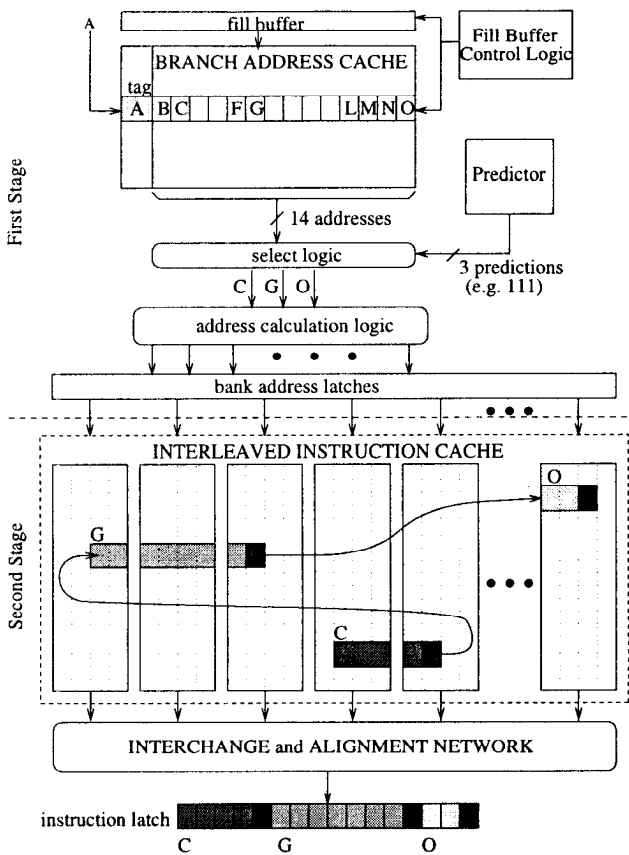 A
fill buffer
Fill Buffer
Control Logic
BRANCH ADDRESS CACHE
tag
A B C F G L M N O
Predictor
First Stage
14 addresses
select logic
3 predictions
(e.g. 111)
C G O
address calculation logic
bank address latches
INTERLEAVED INSTRUCTION CACHE
O
G
Second Stage
C
INTERCHANGE and ALIGNMENT NETWORK
instruction latch
C G O